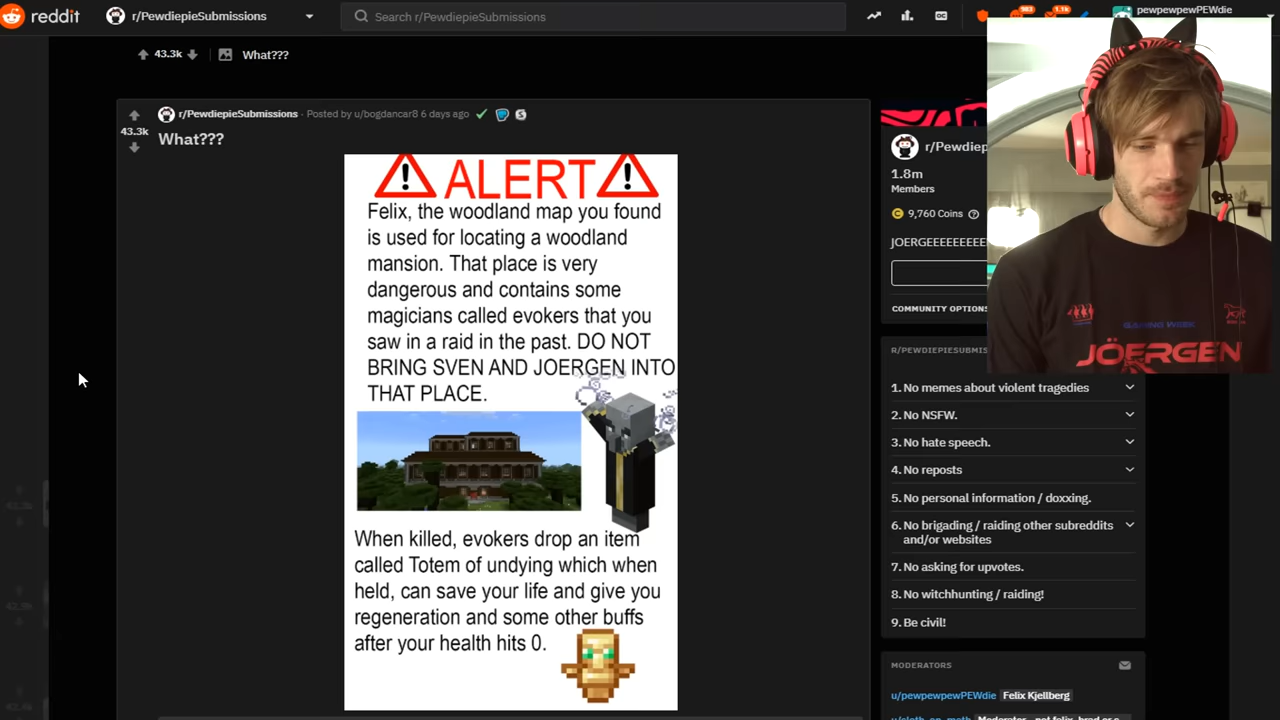 reddit
r/PewdiepieSubmissions
Search r/PewdiepieSubmissions
pewpewpewPEWdie
43.3k
What???
r/PewdiepieSubmissions · Posted by u/bogdancar8 6 days ago
43.3k
What???
ALERT
Felix, the woodland map you found
is used for locating a woodland
mansion. That place is very
dangerous and contains some
magicians called evokers that you
saw in a raid in the past. DO NOT
BRING SVEN AND JOERGEN INTO
THAT PLACE.
When killed, evokers drop an item
called Totem of undying which when
held, can save your life and give you
regeneration and some other buffs
after your health hits 0.
r/Pewdiep
1.8m
Members
9,760 Coins
JOERGEEEEEEEEE
COMMUNITY OPTIONS
GAMING WEEK
JÖERGEN
R/PEWDIEPIESUBMIS
1. No memes about violent tragedies
2. No NSFW.
3. No hate speech.
4. No reposts
5. No personal information / doxxing.
6. No brigading / raiding other subreddits
and/or websites
7. No asking for upvotes.
8. No witchhunting / raiding!
9. Be civil!
MODERATORS
u/pewpewpewPEWdie Felix Kjellberg